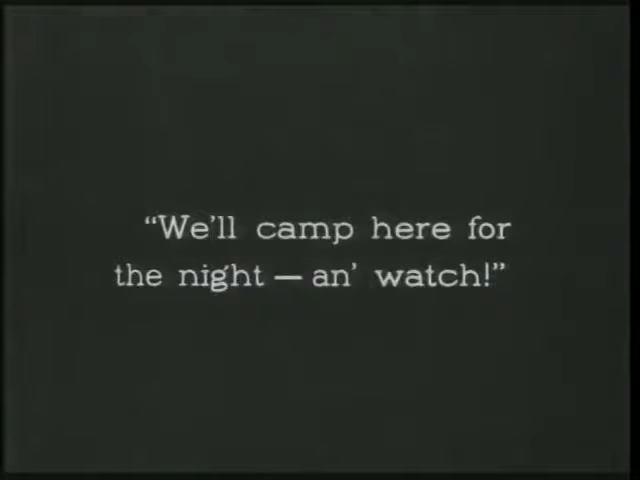 “We’ll camp here for
the night — an’ watch!”